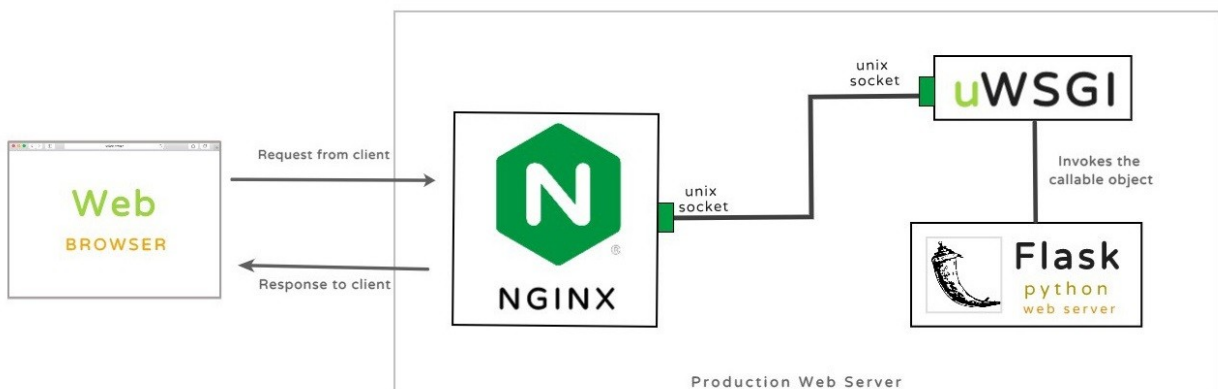 Web
BROWSER
Request from client
Response to client
N
®
NGINX
unix
socket
unix
socket
uWSGI
Invokes the
callable object
Flask
python
web server
Production Web Server